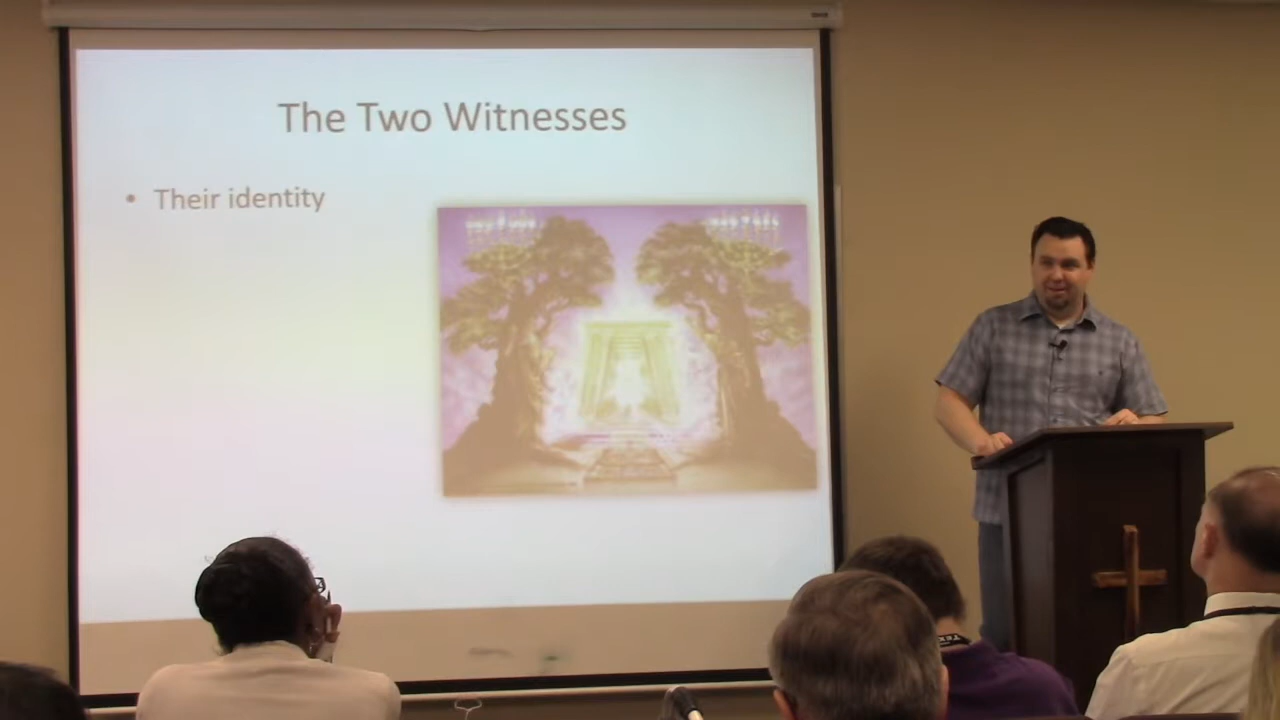 The Two Witnesses
• Their identity